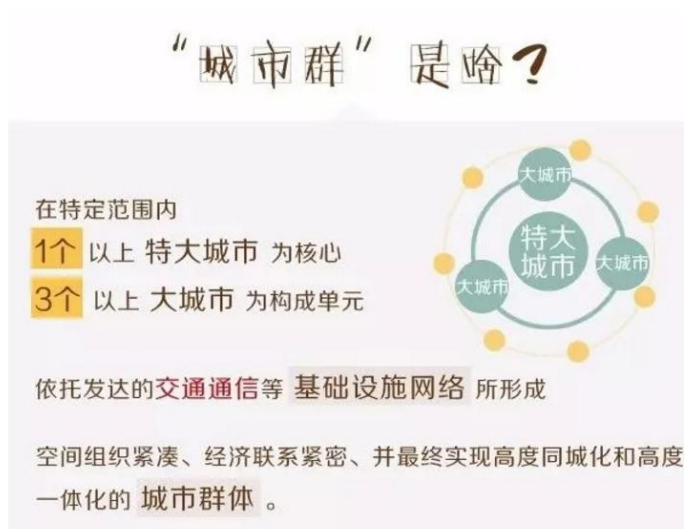 “城市群”是啥?
在特定范围内
1个 以上 特大城市 为核心
3个 以上 大城市 为构成单元
大城市
特大
城市
大城市
大城市
依托发达的交通通信等 基础设施网络 所形成
空间组织紧凑、经济联系紧密、并最终实现高度同城化和高度
一体化的 城市群体 。